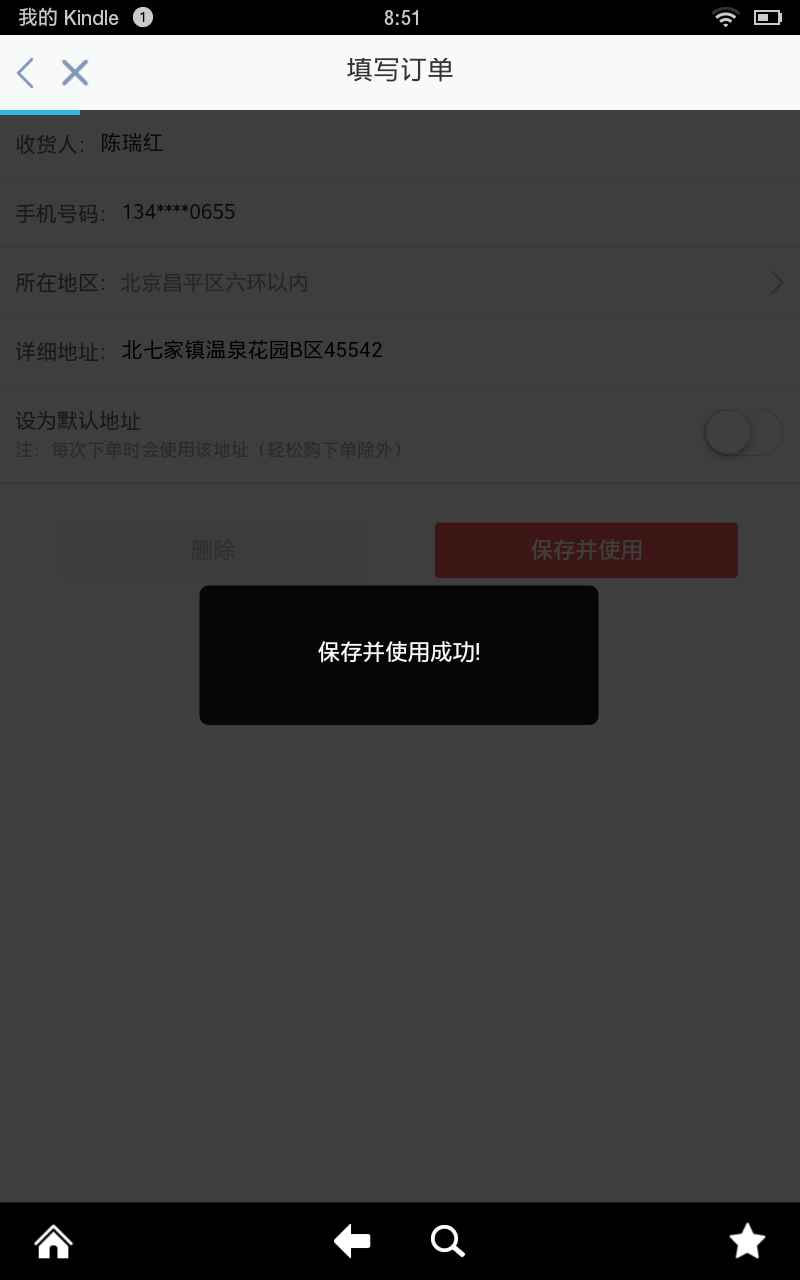 我的 Kindle 1 8:51
填写订单
收货人： 陈瑞红
手机号码： 134****0655
所在地区： 北京昌平区六环以内
详细地址： 北七家镇温泉花园B区45542
设为默认地址
注：每次下单时会使用该地址（轻松购下单除外）
删除 保存并使用
保存并使用成功!